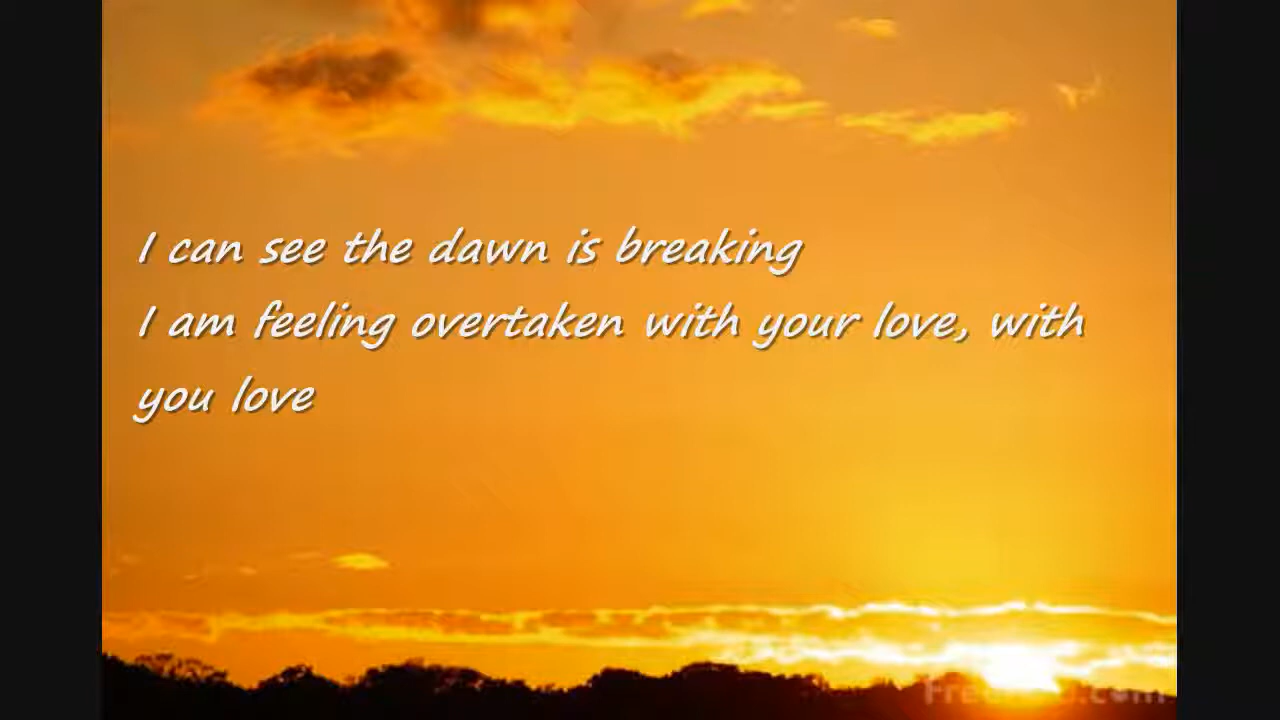 I can see the dawn is breaking
I am feeling overtaken with your love, with
you love